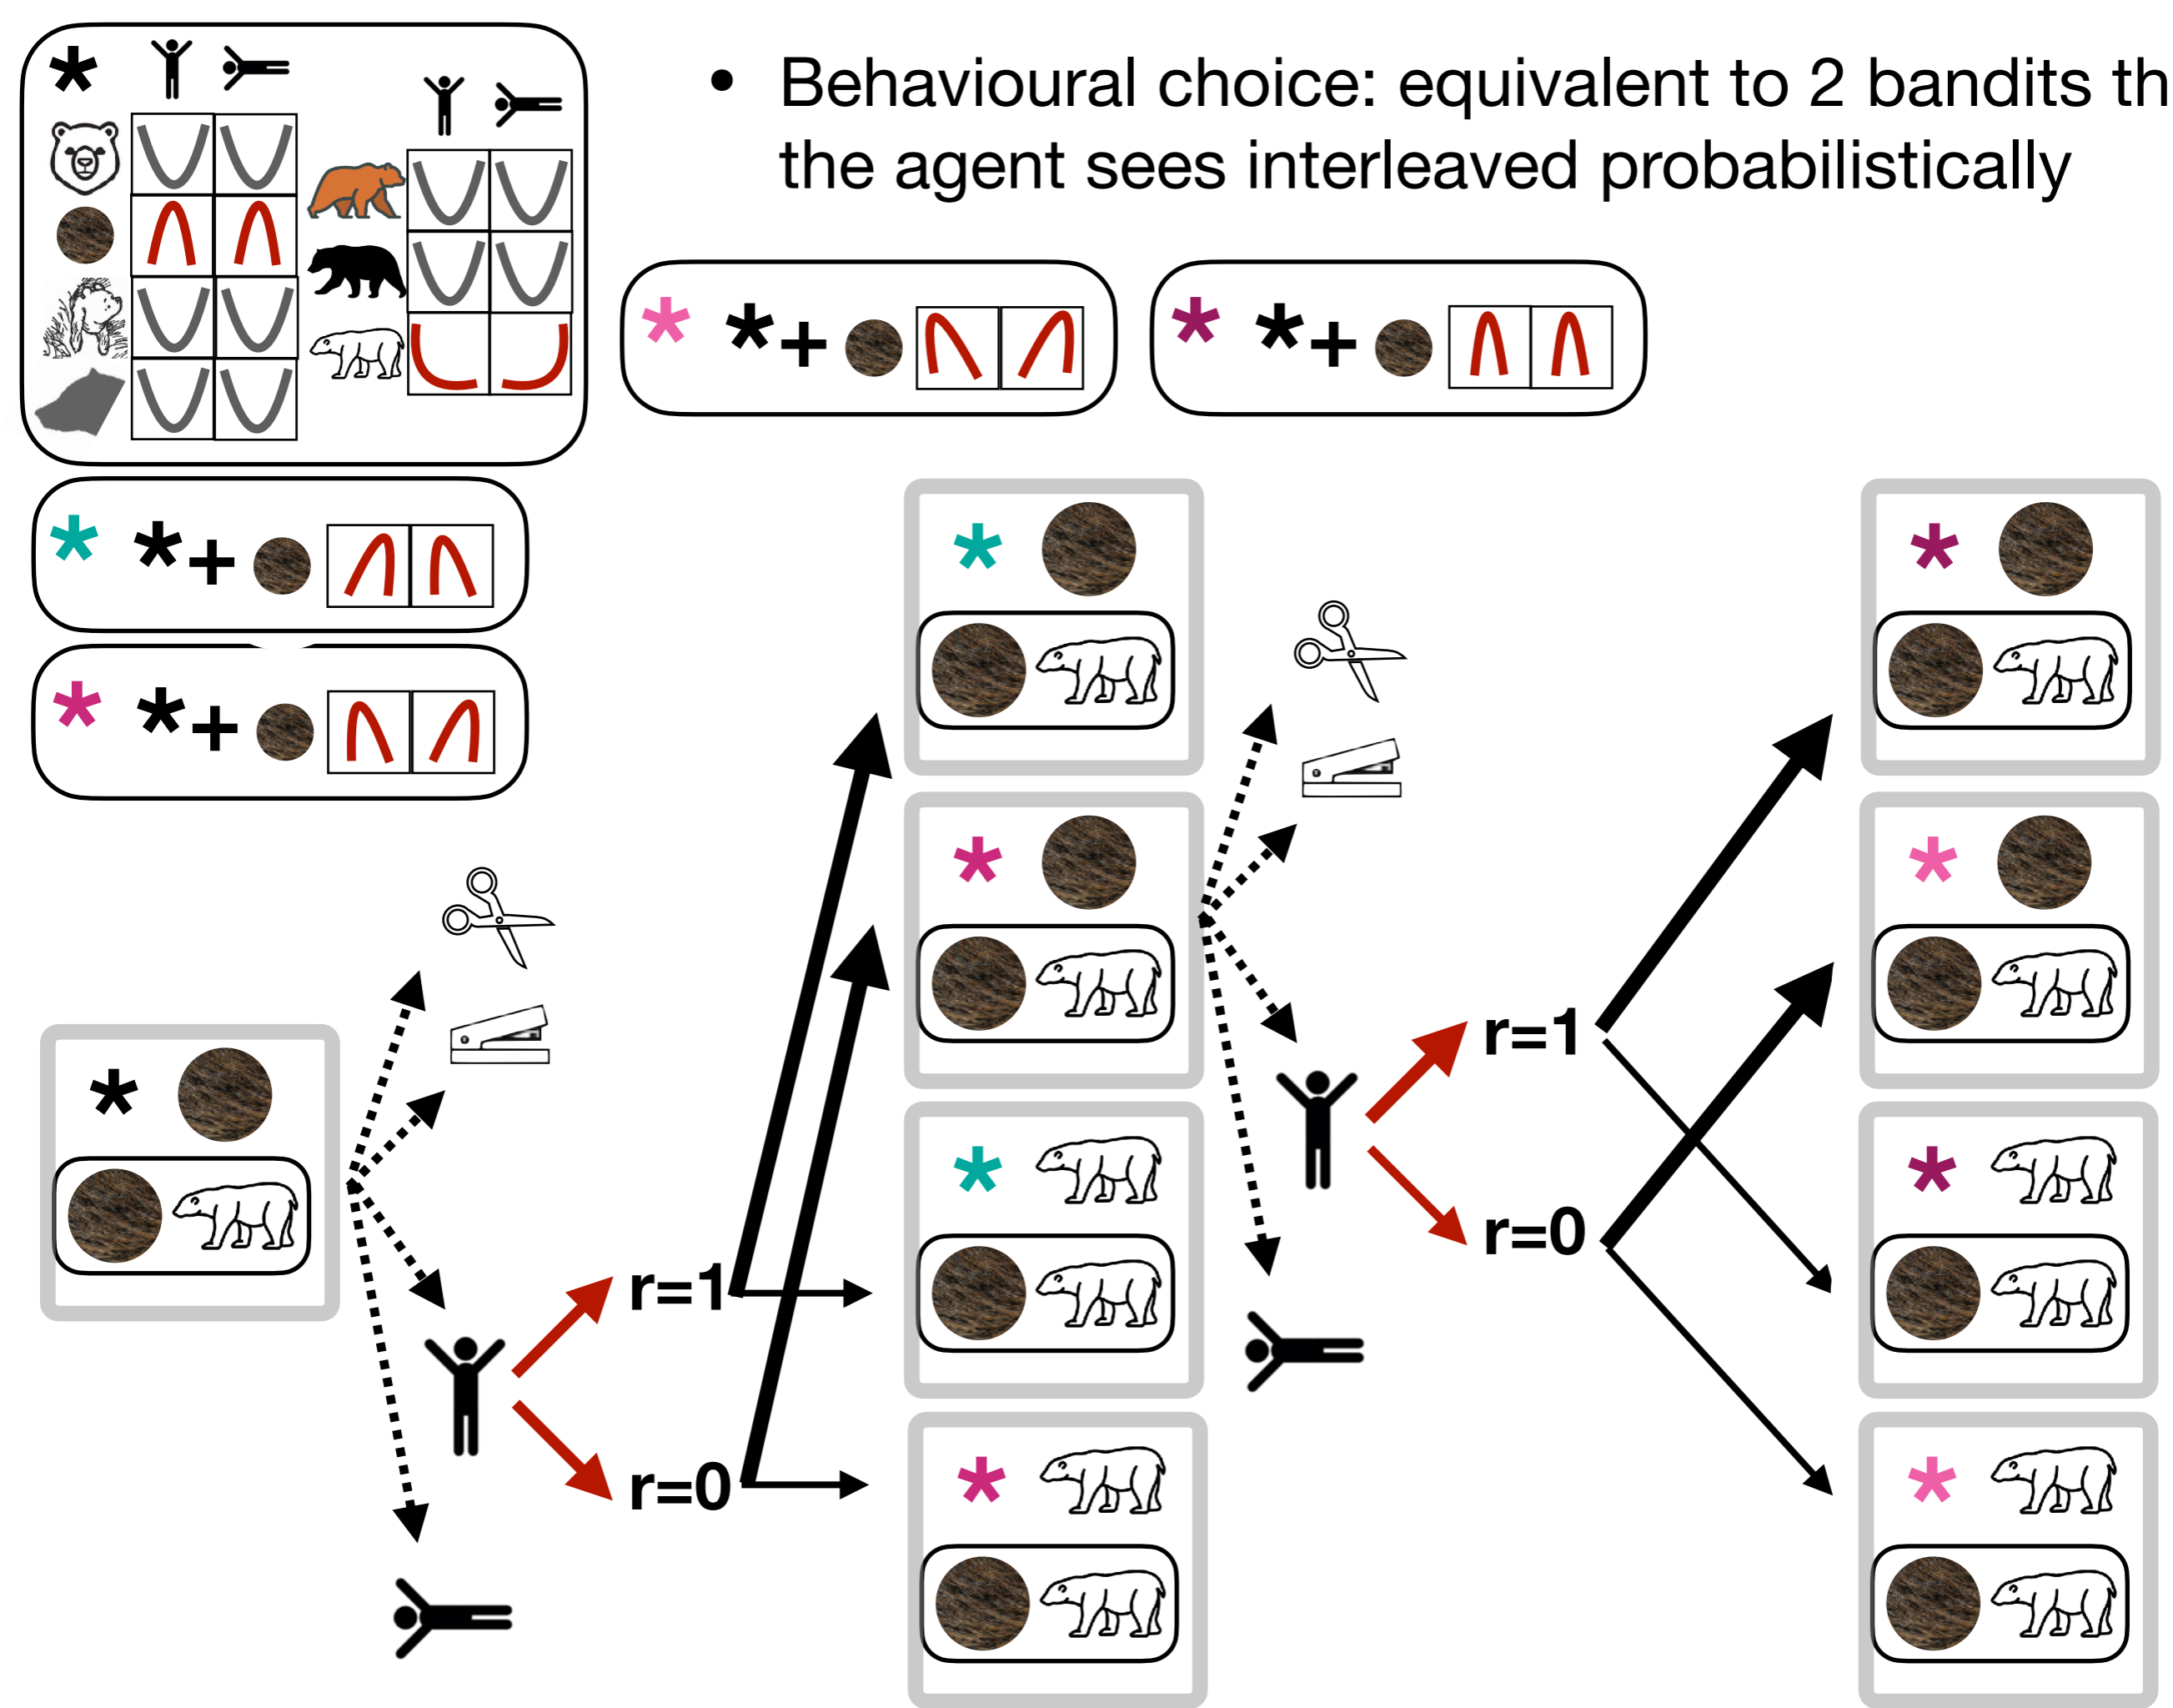 • Behavioural choice: equivalent to 2 bandits th
the agent sees interleaved probabilistically
* 
* *+
* *+
* *+
* *+
*
*
*
*
*
*
*
*
*
r=1
r=0
r=1
r=0